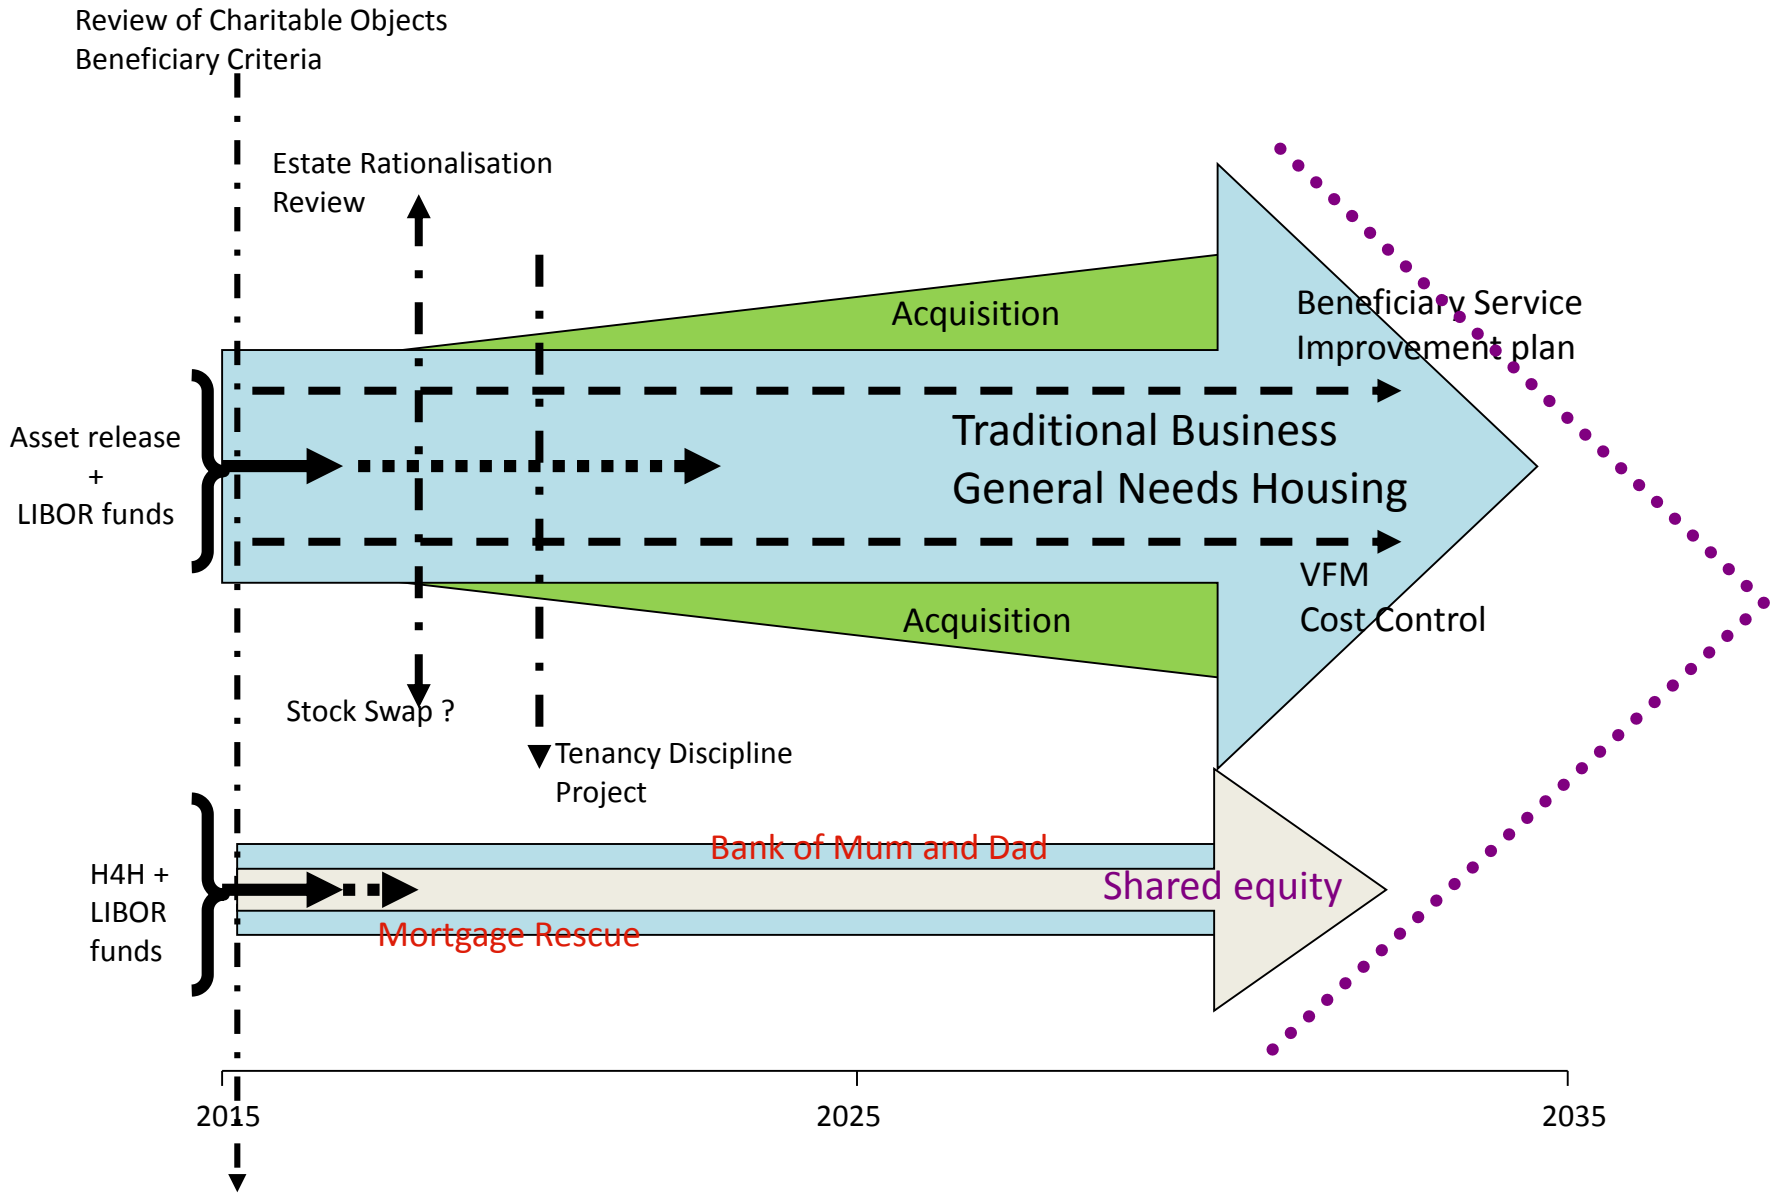 Review of Charitable Objects
Beneficiary Criteria
Estate Rationalisation
Review
Acquisition
Beneficiary Service
Improvement plan
Asset release
+
LIBOR funds
Traditional Business
General Needs Housing
VFM
Cost Control
Acquisition
Stock Swap ?
Tenancy Discipline
Project
H4H +
LIBOR
funds
Bank of Mum and Dad
Shared equity
Mortgage Rescue
2015
2025
2035